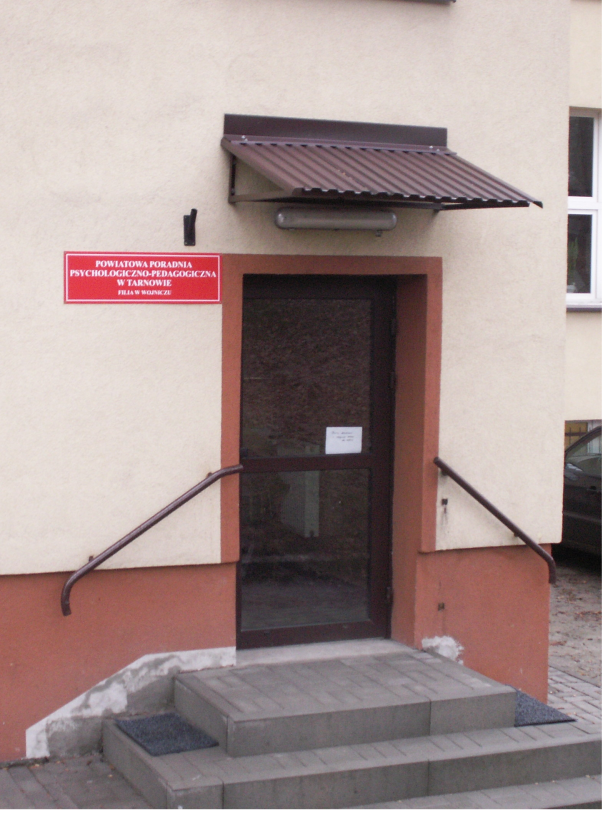 POWIATOWA PORADNIA
PSYCHOLOGICZNO-PEDAGOGICZNA
W TARNOWIE
FILIA W WOJNICZU